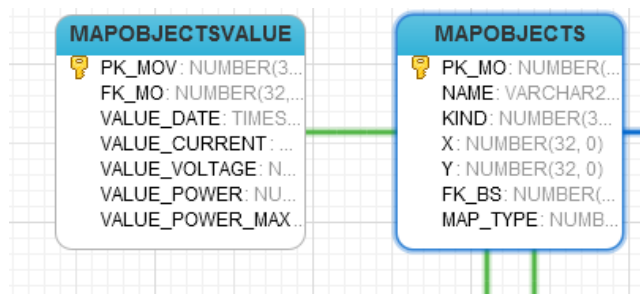 MAPOBJECTSVALUE
PK_MOV: NUMBER(3...
FK_MO: NUMBER(32,...
VALUE_DATE: TIMES...
VALUE_CURRENT: ...
VALUE_VOLTAGE: N...
VALUE_POWER: NU...
VALUE_POWER_MAX...
MAPOBJECTS
PK_MO: NUMBER(...
NAME: VARCHAR2...
KIND: NUMBER(3...
X: NUMBER(32, 0)
Y: NUMBER(32, 0)
FK_BS: NUMBER(...
MAP_TYPE: NUMB...